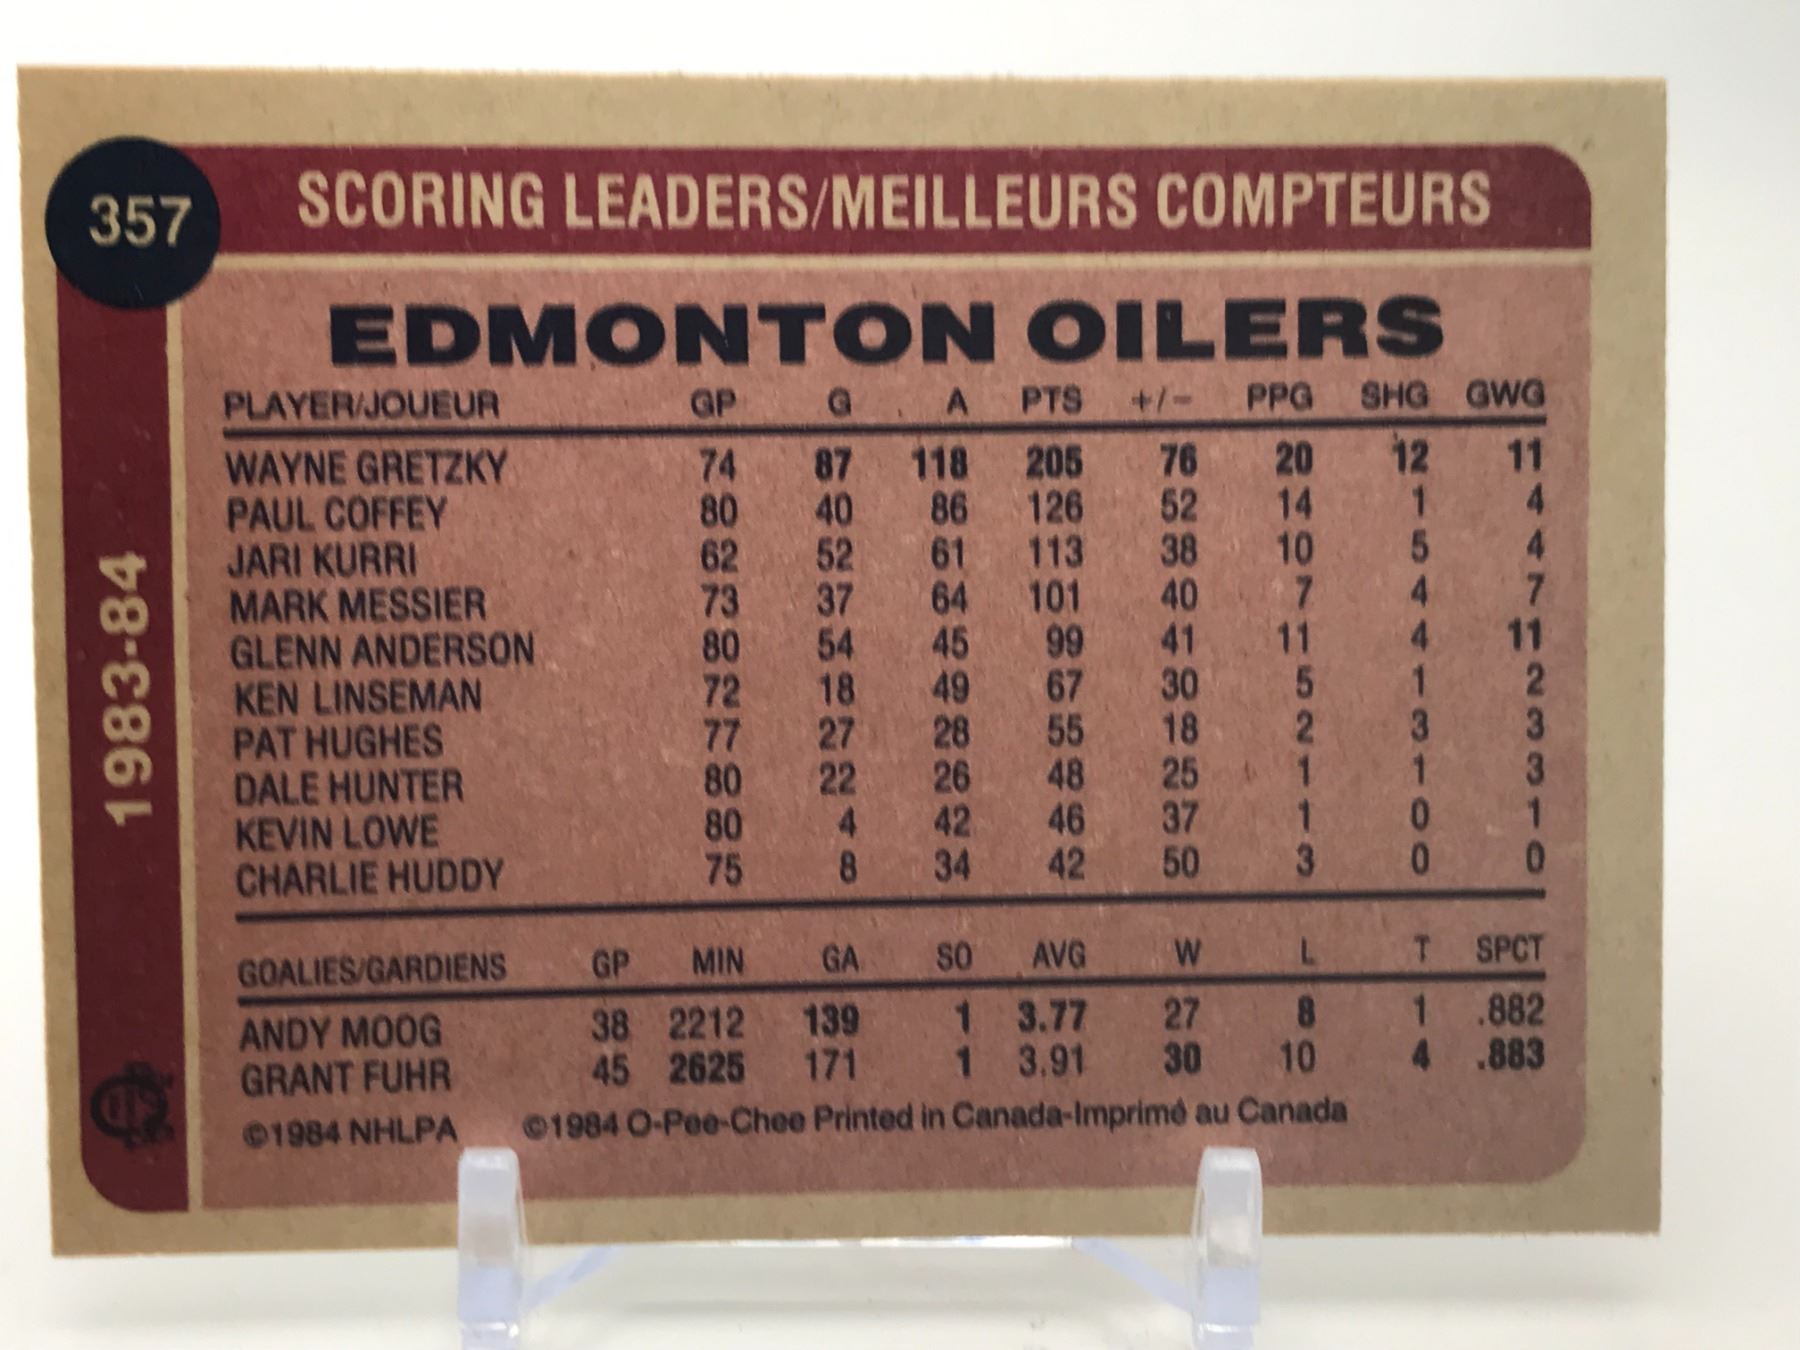 357
SCORING LEADERS/MEILLEURS COMPTEURS
1983-84
EDMONTON OILERS
PLAYER/JOUEUR GP G A PTS +/- PPG SHG GWG
WAYNE GRETZKY 74 87 118 205 76 20 12 11
PAUL COFFEY 80 40 86 126 52 14 1 4
JARI KURRI 62 52 61 113 38 10 5 4
MARK MESSIER 73 37 64 101 40 7 4 7
GLENN ANDERSON 80 54 45 99 41 11 4 11
KEN LINSEMAN 72 18 49 67 30 5 1 2
PAT HUGHES 77 27 28 55 18 2 3 3
DALE HUNTER 80 22 26 48 25 1 1 3
KEVIN LOWE 80 4 42 46 37 1 0 1
CHARLIE HUDDY 75 8 34 42 50 3 0 0
GOALIES/GARDIENS GP MIN GA SO AVG W L T SPCT
ANDY MOOG 38 2212 139 1 3.77 27 8 1 .882
GRANT FUHR 45 2625 171 1 3.91 30 10 4 .883
©1984 NHLPA ©1984 O-Pee-Chee Printed in Canada-Imprimé au Canada